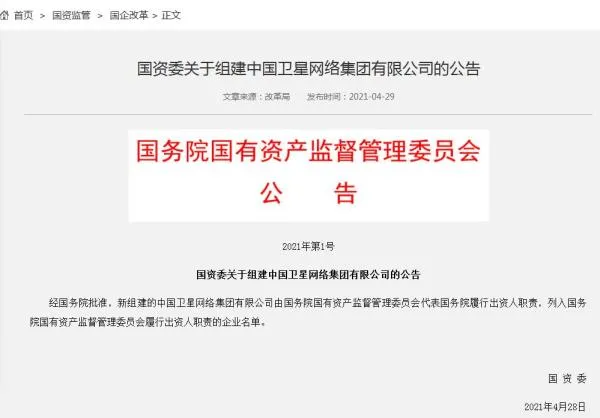 首页 > 国资监管 > 国企改革 > 正文
国资委关于组建中国卫星网络集团有限公司的公告
文章来源：改革局 发布时间：2021-04-29
国务院国有资产监督管理委员会
公 告
2021年第1号
国资委关于组建中国卫星网络集团有限公司的公告
经国务院批准，新组建的中国卫星网络集团有限公司由国务院国有资产监督管理委员会代表国务院履行出资人职责，列入国务
院国有资产监督管理委员会履行出资人职责的企业名单。
国 资 委
2021年4月28日